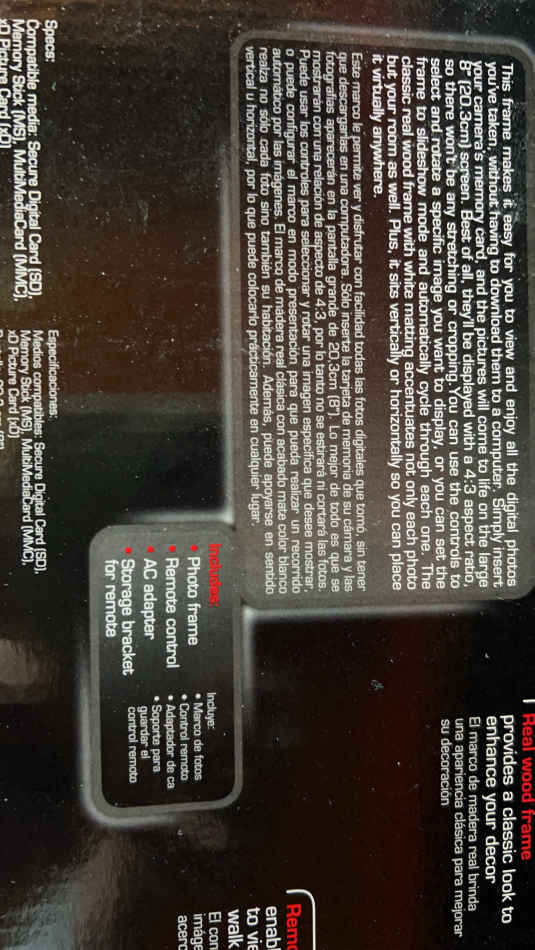 This frame makes it easy for you to view and enjoy all the digital photos
you've taken, without having to download them to a computer. Simply insert
your camera's memory card, and the pictures will come to life on the large
8" (20.3cm) screen. Best of all, they'll be displayed with a 4:3 aspect ratio,
so there won't be any stretching or cropping. You can use the controls to
select and rotate a specific image you want to display, or you can set the
frame to slideshow mode and automatically cycle through each one. The
classic real wood frame with white matting accentuates not only each photo
but your room as well. Plus, it sits vertically or horizontally so you can place
it virtually anywhere.
Este marco le permite ver y disfrutar con facilidad todas las fotos digitales que tomó, sin tener
que descargarlas en una computadora. Sólo inserte la tarjeta de memoria de su cámara y las
fotografías aparecerán en la pantalla grande de 20,3cm (8"). Lo mejor de todo es que se
mostrarán con una relación de aspecto de 4:3, por lo tanto no se estirará ni cortará las fotos.
Puede usar los controles para seleccionar y rotar una imagen específica que desee mostrar,
o puede configurar el marco en modo presentación para que pueda realizar un recorrido
automático por las imágenes. El marco de madera real clásica con acabado mate color blanco
realza no sólo cada foto sino también su habitación. Además, puede apoyarse en sentido
vertical u horizontal, por lo que puede colocarlo prácticamente en cualquier lugar.
Real wood frame
provides a classic look to
enhance your decor
El marco de madera real brinda
una apariencia clásica para mejorar
su decoración
Includes:
• Photo frame
• Remote control
• AC adapter
• Storage bracket
for remote
Incluye:
• Marco de fotos
• Control remoto
• Adaptador de ca
• Soporte para
guardar el
control remoto
Specs:
Compatible media: Secure Digital Card (SD),
Memory Stick (MS), MultiMediaCard (MMC),
xD Picture Card (xD)
Especificaciones:
Medios compatibles: Secure Digital Card (SD),
Memory Stick (MS), MultiMediaCard (MMC),
xD Picture Card (xD)
to
walk
El